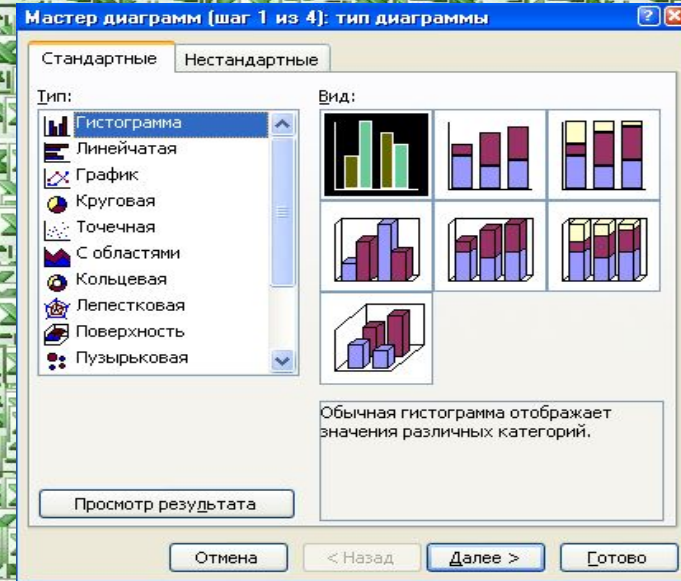 Мастер диаграмм (шаг 1 из 4): тип диаграммы
Стандартные
Нестандартные
Тип:
Гистограмма
Линейчатая
График
Круговая
Точечная
С областями
Кольцевая
Лепестковая
Поверхность
Пузырьковая
Вид:
Обычная гистограмма отображает
значения различных категорий.
Просмотр результата
Отмена
< Назад
Далее >
Готово